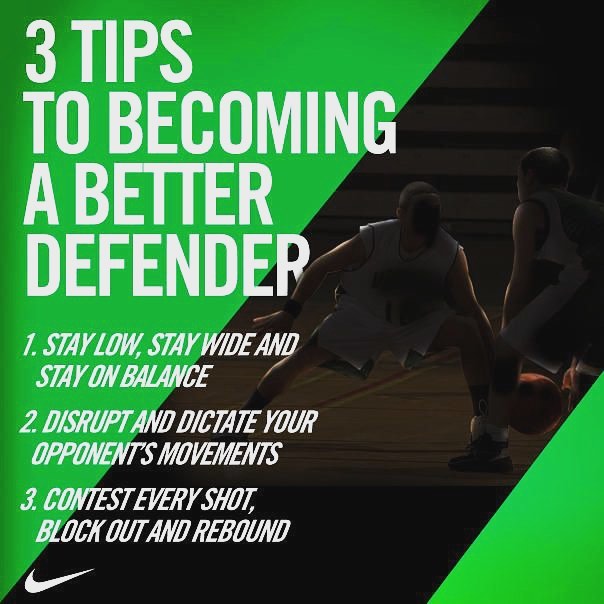 3 TIPS
TO BECOMING
A BETTER
DEFENDER
1. STAY LOW, STAY WIDE AND
STAY ON BALANCE
2. DISRUPT AND DICTATE YOUR
OPPONENT'S MOVEMENTS
3. CONTEST EVERY SHOT,
BLOCK OUT AND REBOUND